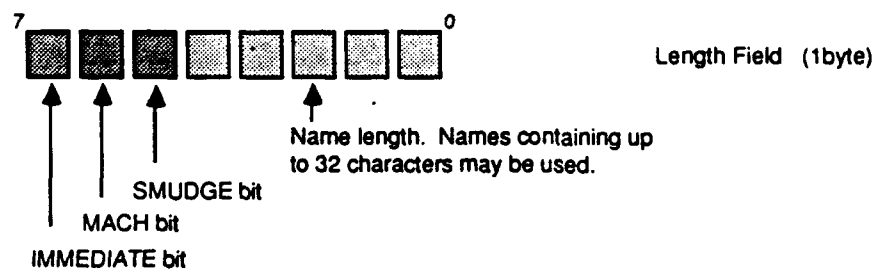 7 0
Length Field (1byte)
Name length. Names containing up
to 32 characters may be used.
SMUDGE bit
MACH bit
IMMEDIATE bit